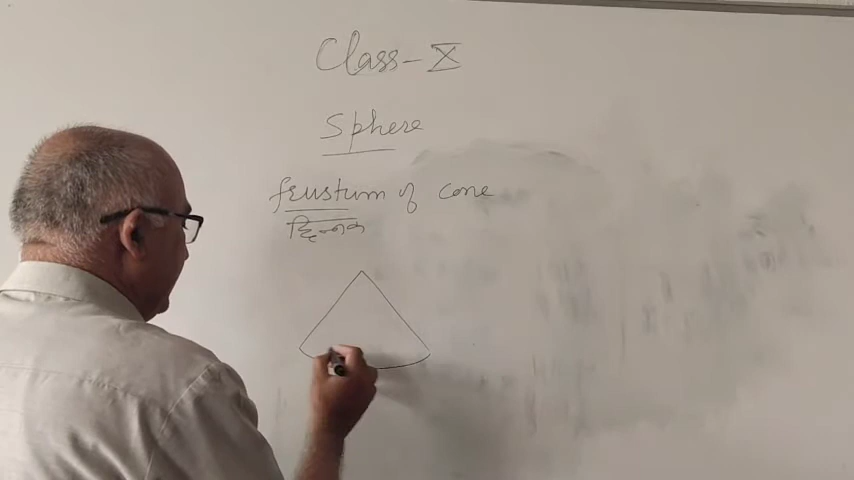 Class-X
Sphere
frustum of cone
छिन्नक